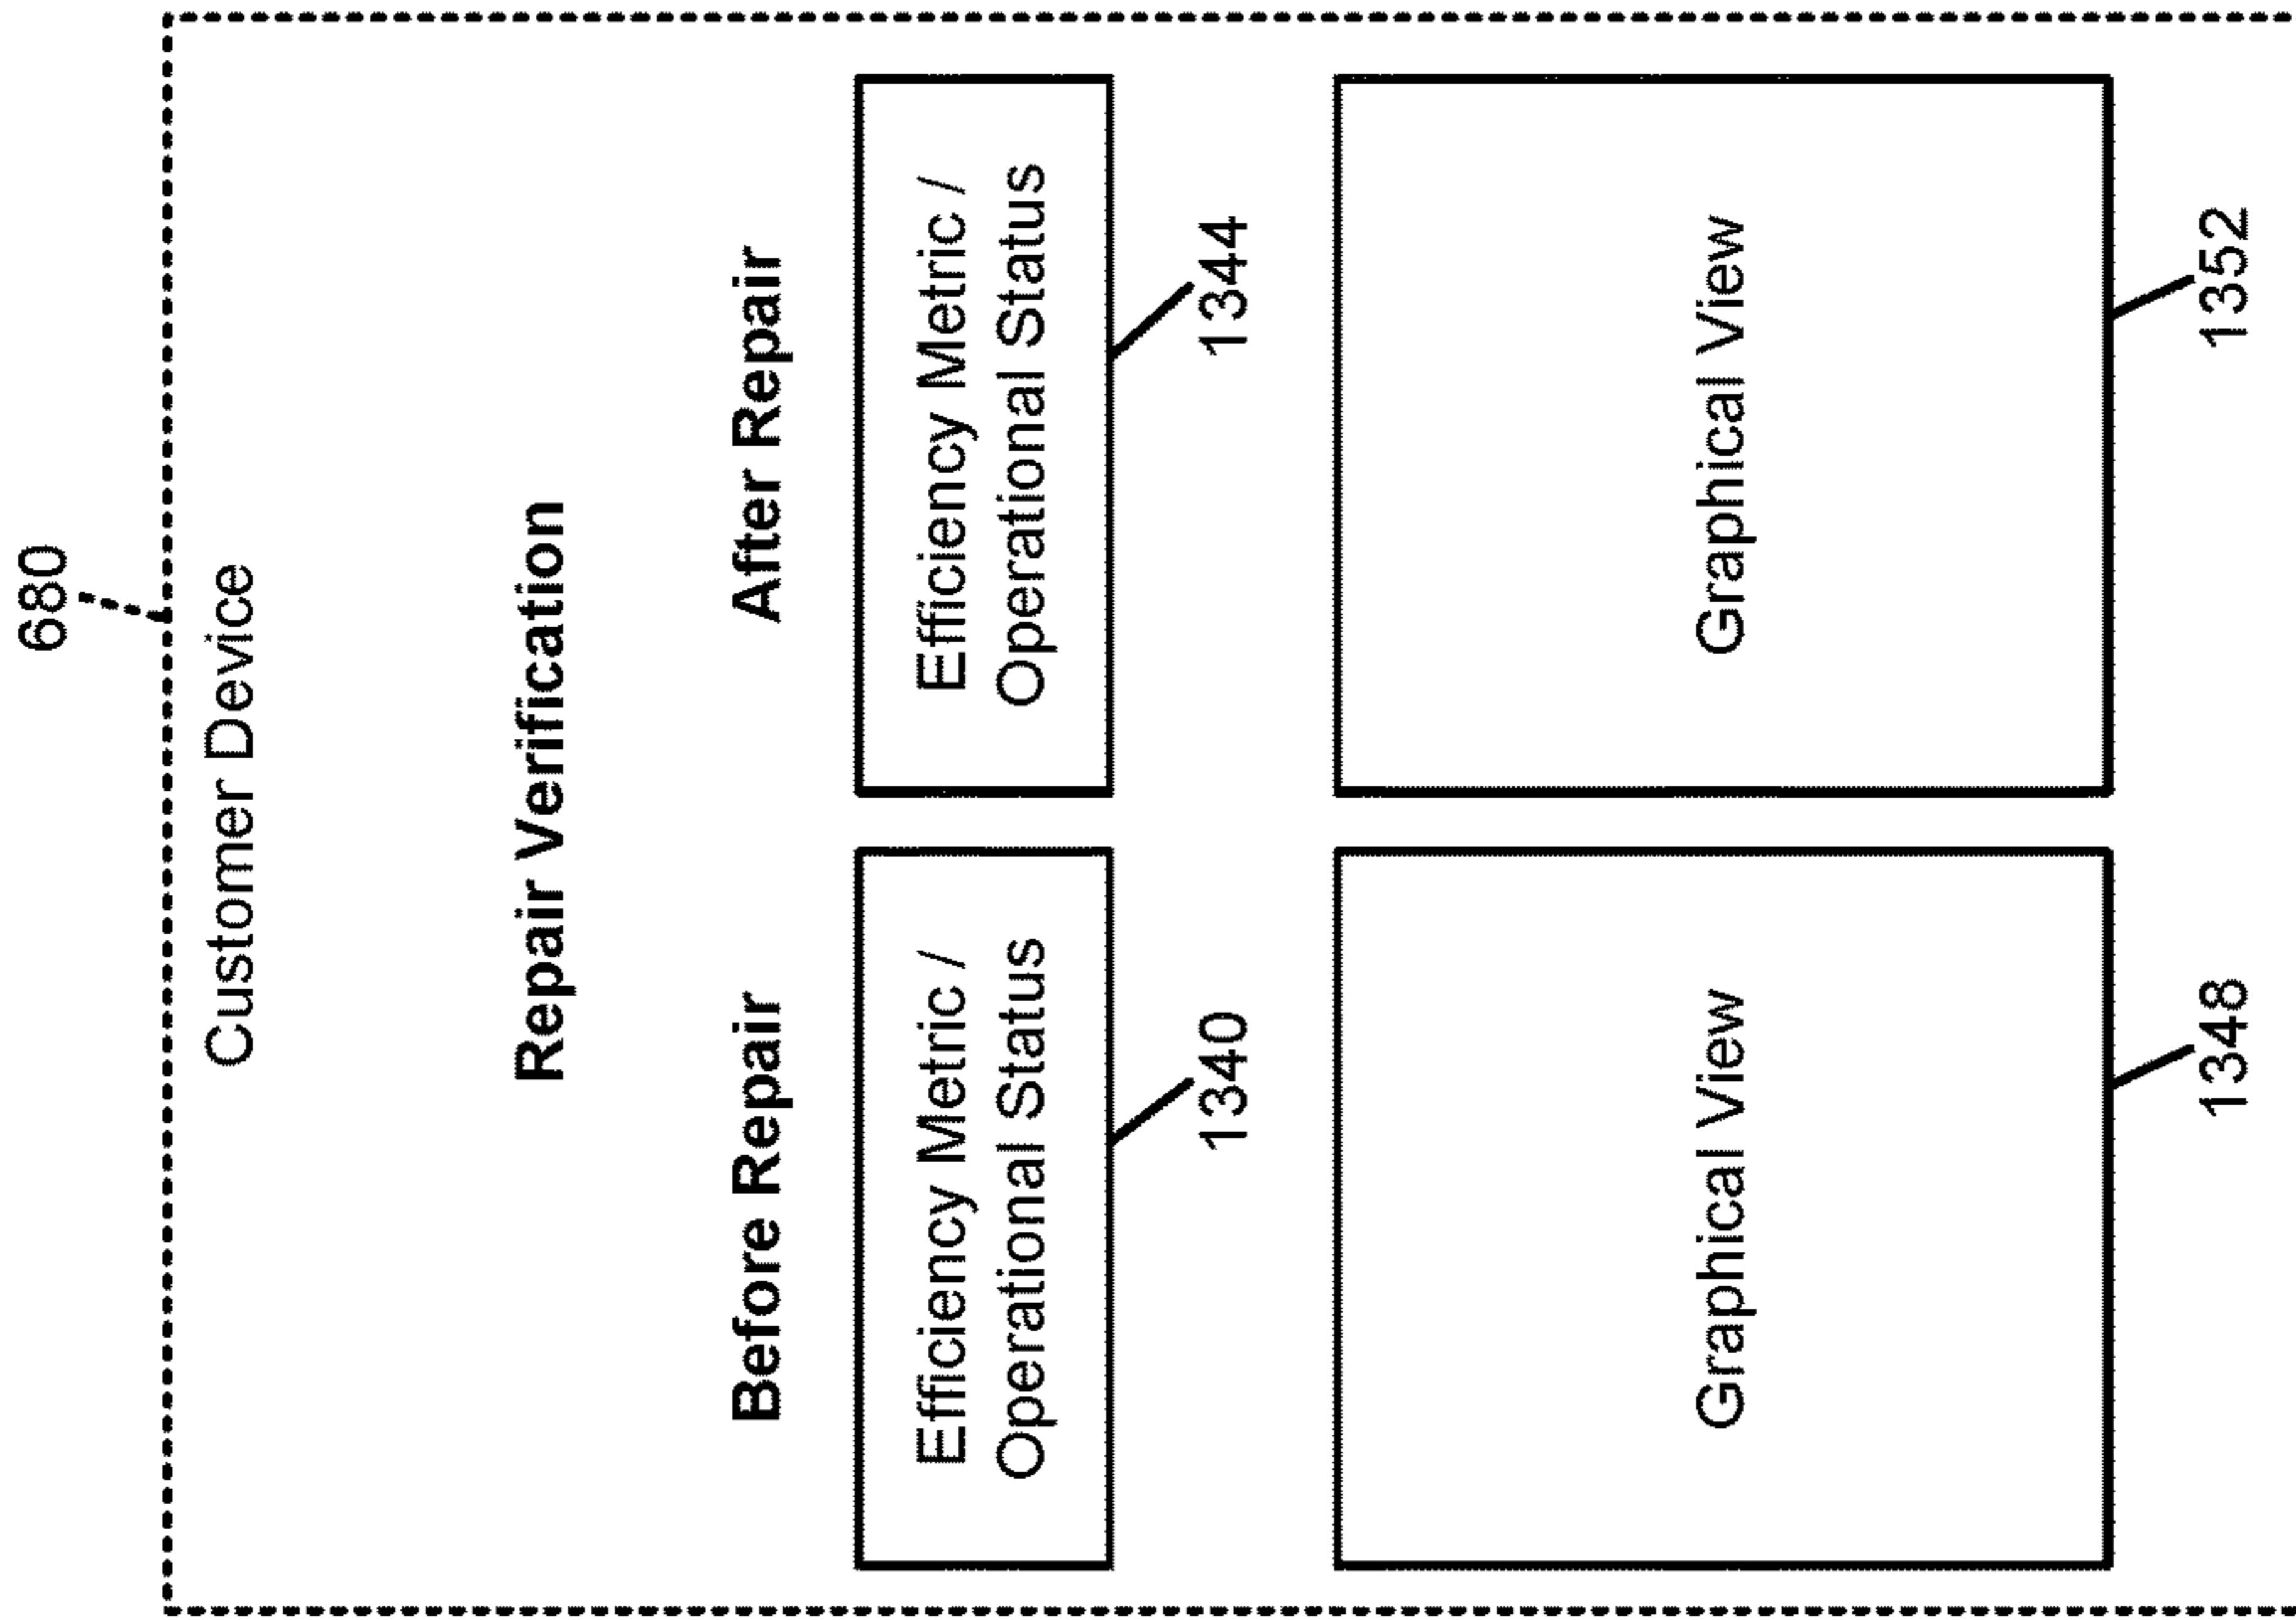 680
Customer Device
Repair Verification
Before Repair
After Repair
Efficiency Metric /
Operational Status
1340
Efficiency Metric /
Operational Status
1344
Graphical View
1348
Graphical View
1352